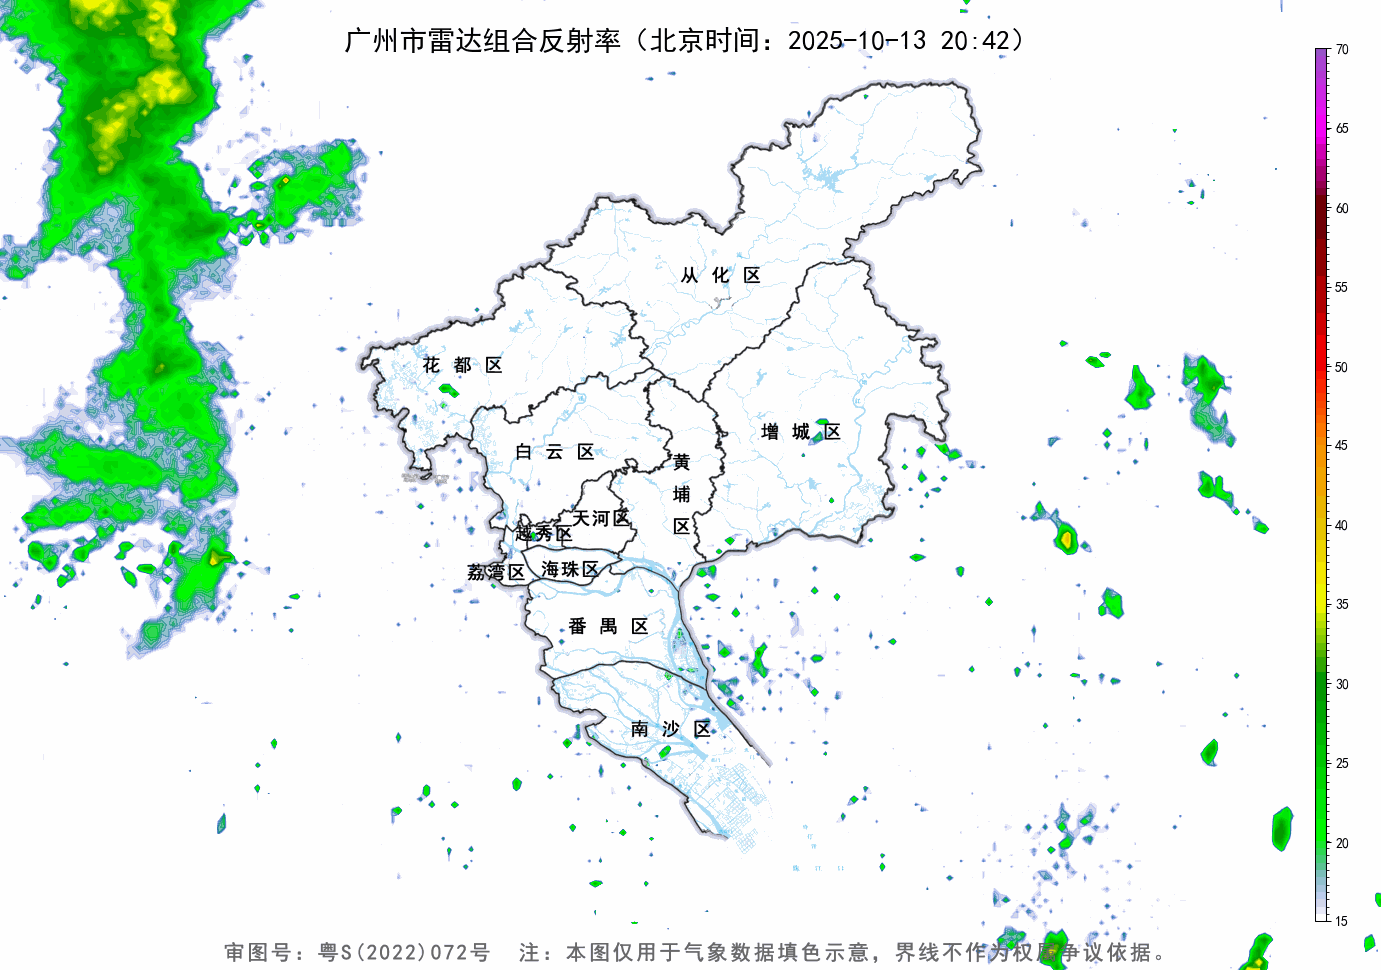 广州市雷达组合反射率（北京时间：2025-10-13 20:42）
70
65
60
55
50
45
40
35
30
25
20
15
从化区
花都区
增城区
白云区
黄埔区
天河区
越秀区
海珠区
荔湾区
番禺区
南沙区
审图号：粤S(2022)072号 注：本图仅用于气象数据填色示意，界线不作为权属争议依据。